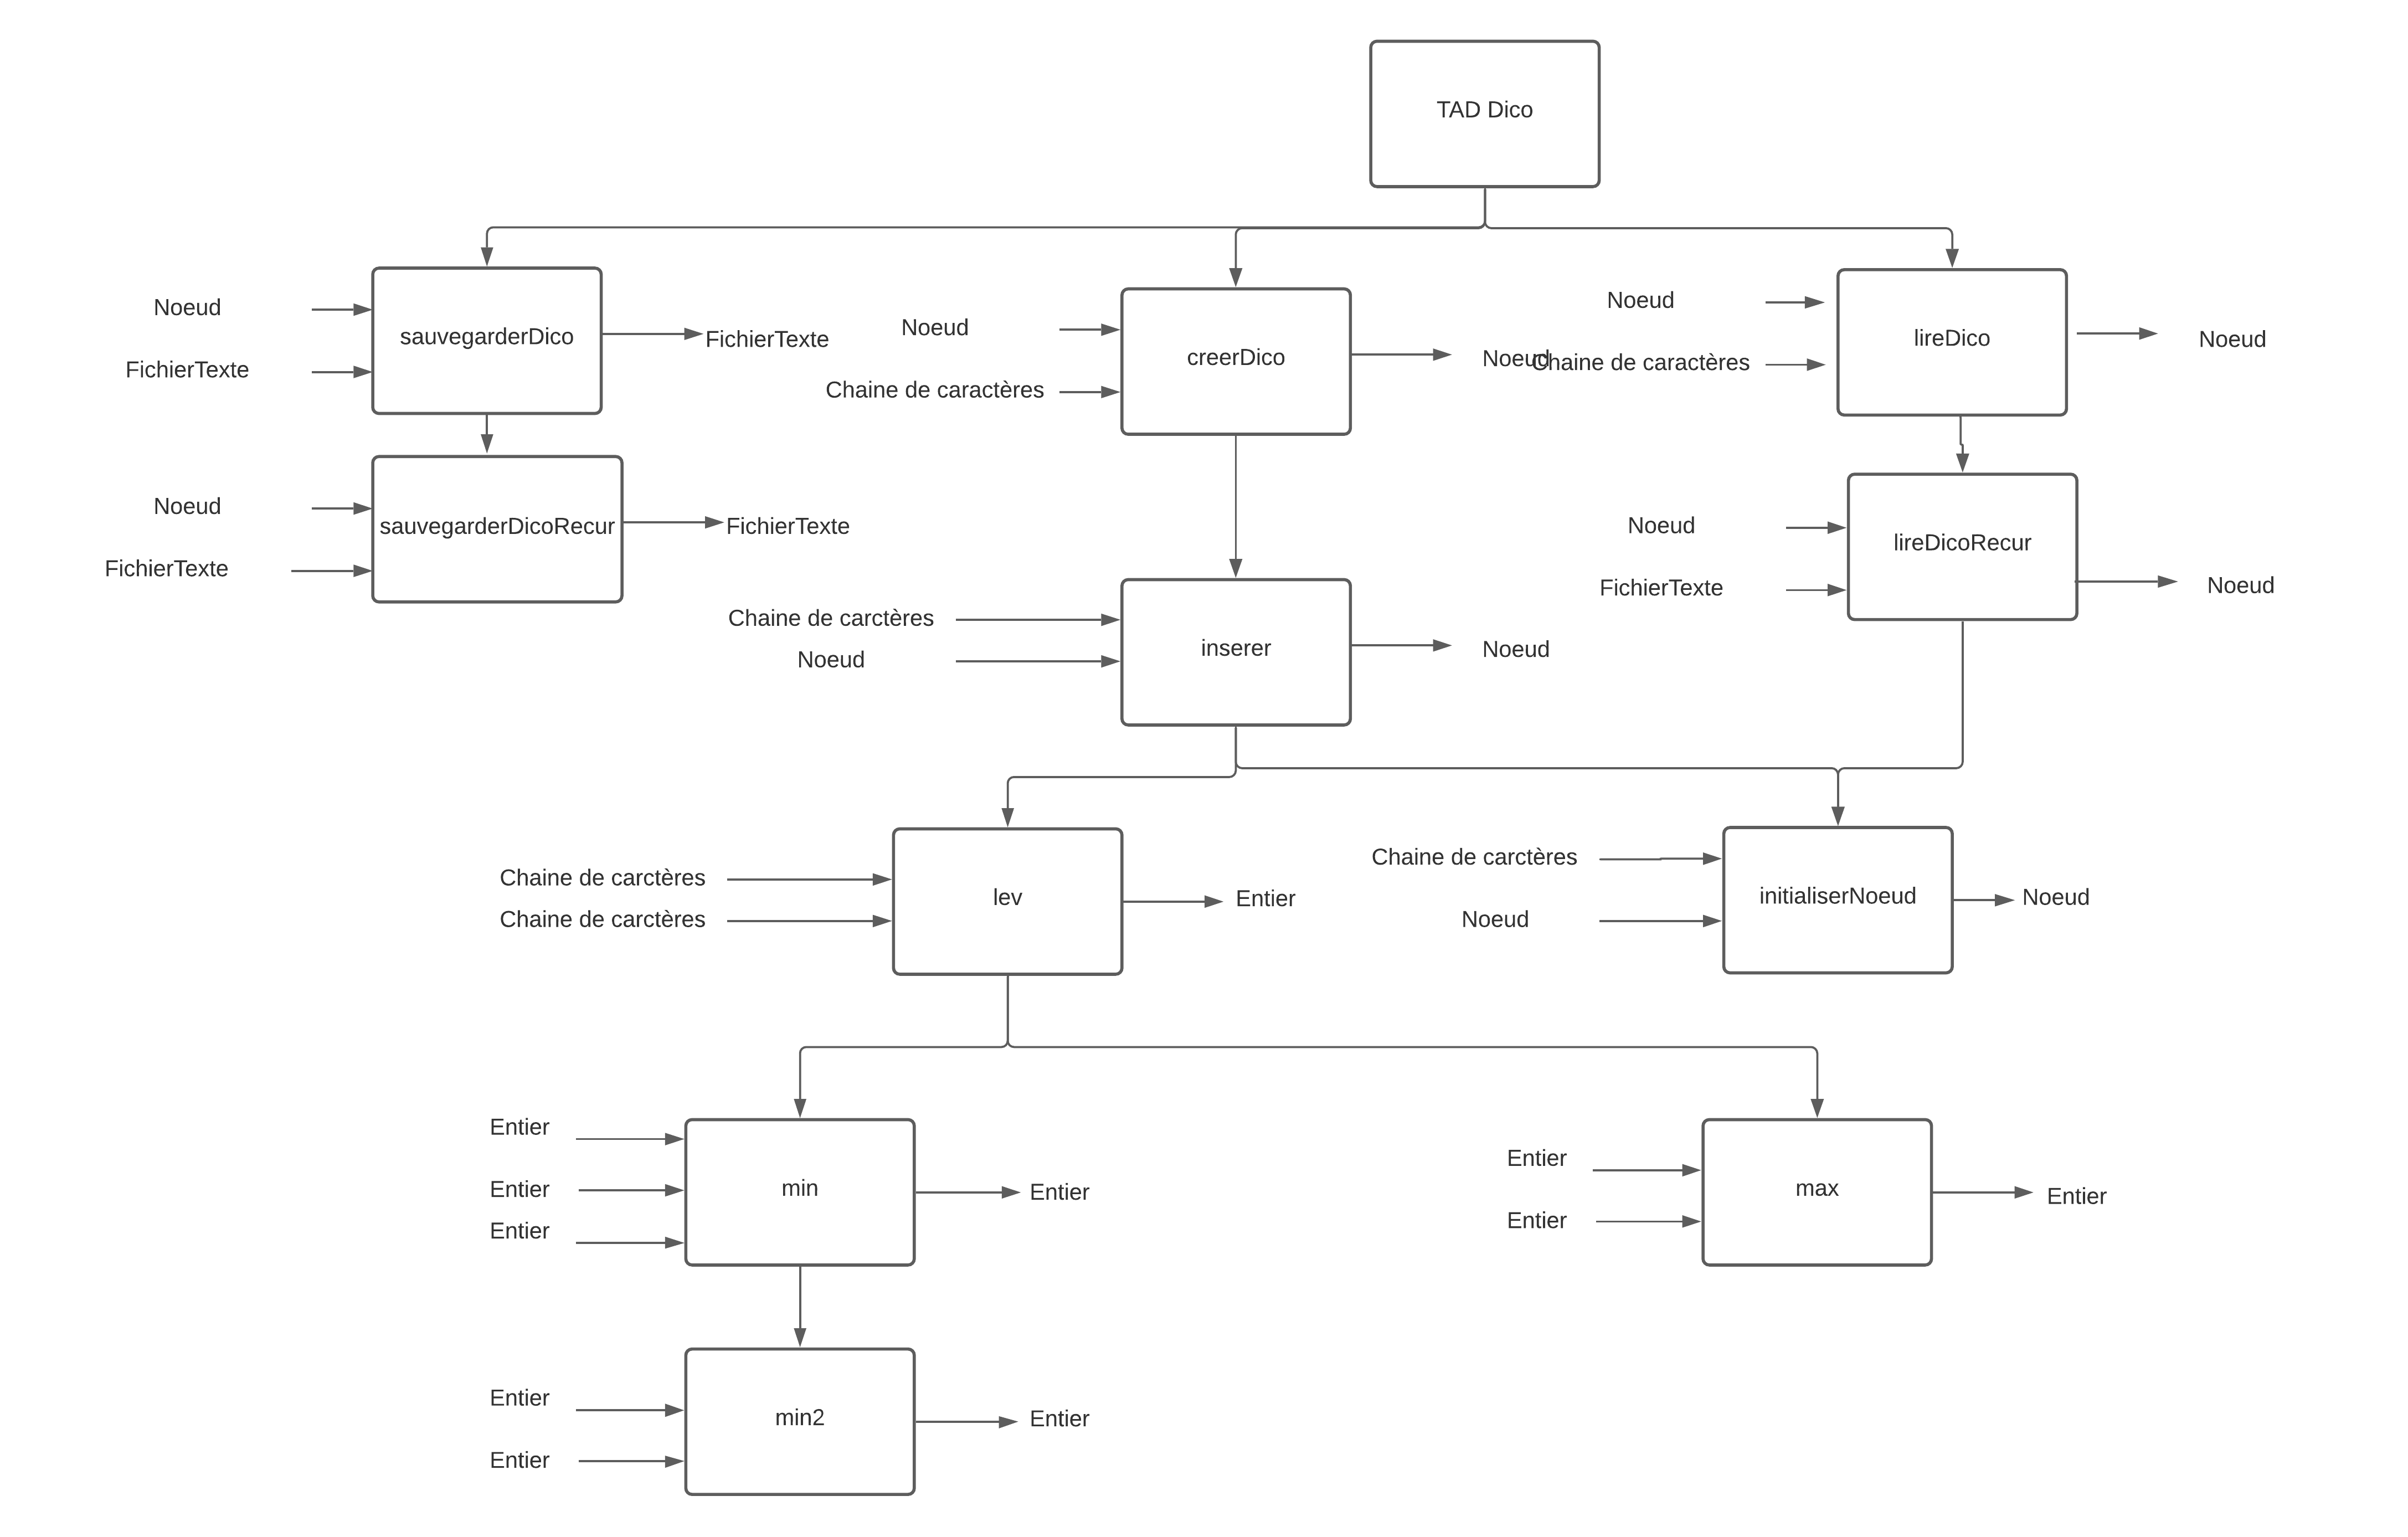 TAD Dico
Noeud
FichierTexte
sauvegarderDico
FichierTexte
Noeud
Chaine de caractères
creerDico
Noeud
Noeud
Chaine de caractères
lireDico
Noeud
Noeud
FichierTexte
sauvegarderDicoRecur
FichierTexte
Noeud
FichierTexte
lireDicoRecur
Noeud
Chaine de carctères
Noeud
inserer
Noeud
Chaine de carctères
Chaine de carctères
lev
Entier
Chaine de carctères
Noeud
initialiserNoeud
Noeud
Entier
Entier
Entier
min
Entier
Entier
Entier
max
Entier
Entier
Entier
min2
Entier